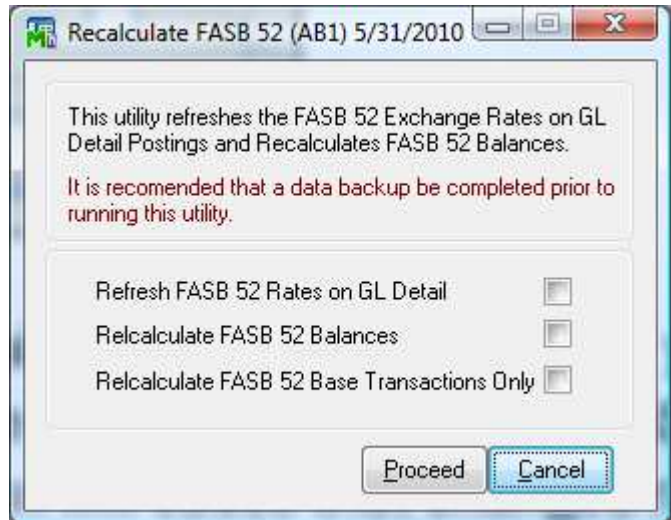 Recalculate FASB 52 (AB1) 5/31/2010
This utility refreshes the FASB 52 Exchange Rates on GL
Detail Postings and Recalculates FASB 52 Balances.
It is recomended that a data backup be completed prior to
running this utility.
Refresh FASB 52 Rates on GL Detail
Relcalculate FASB 52 Balances
Relcalculate FASB 52 Base Transactions Only
Proceed Cancel